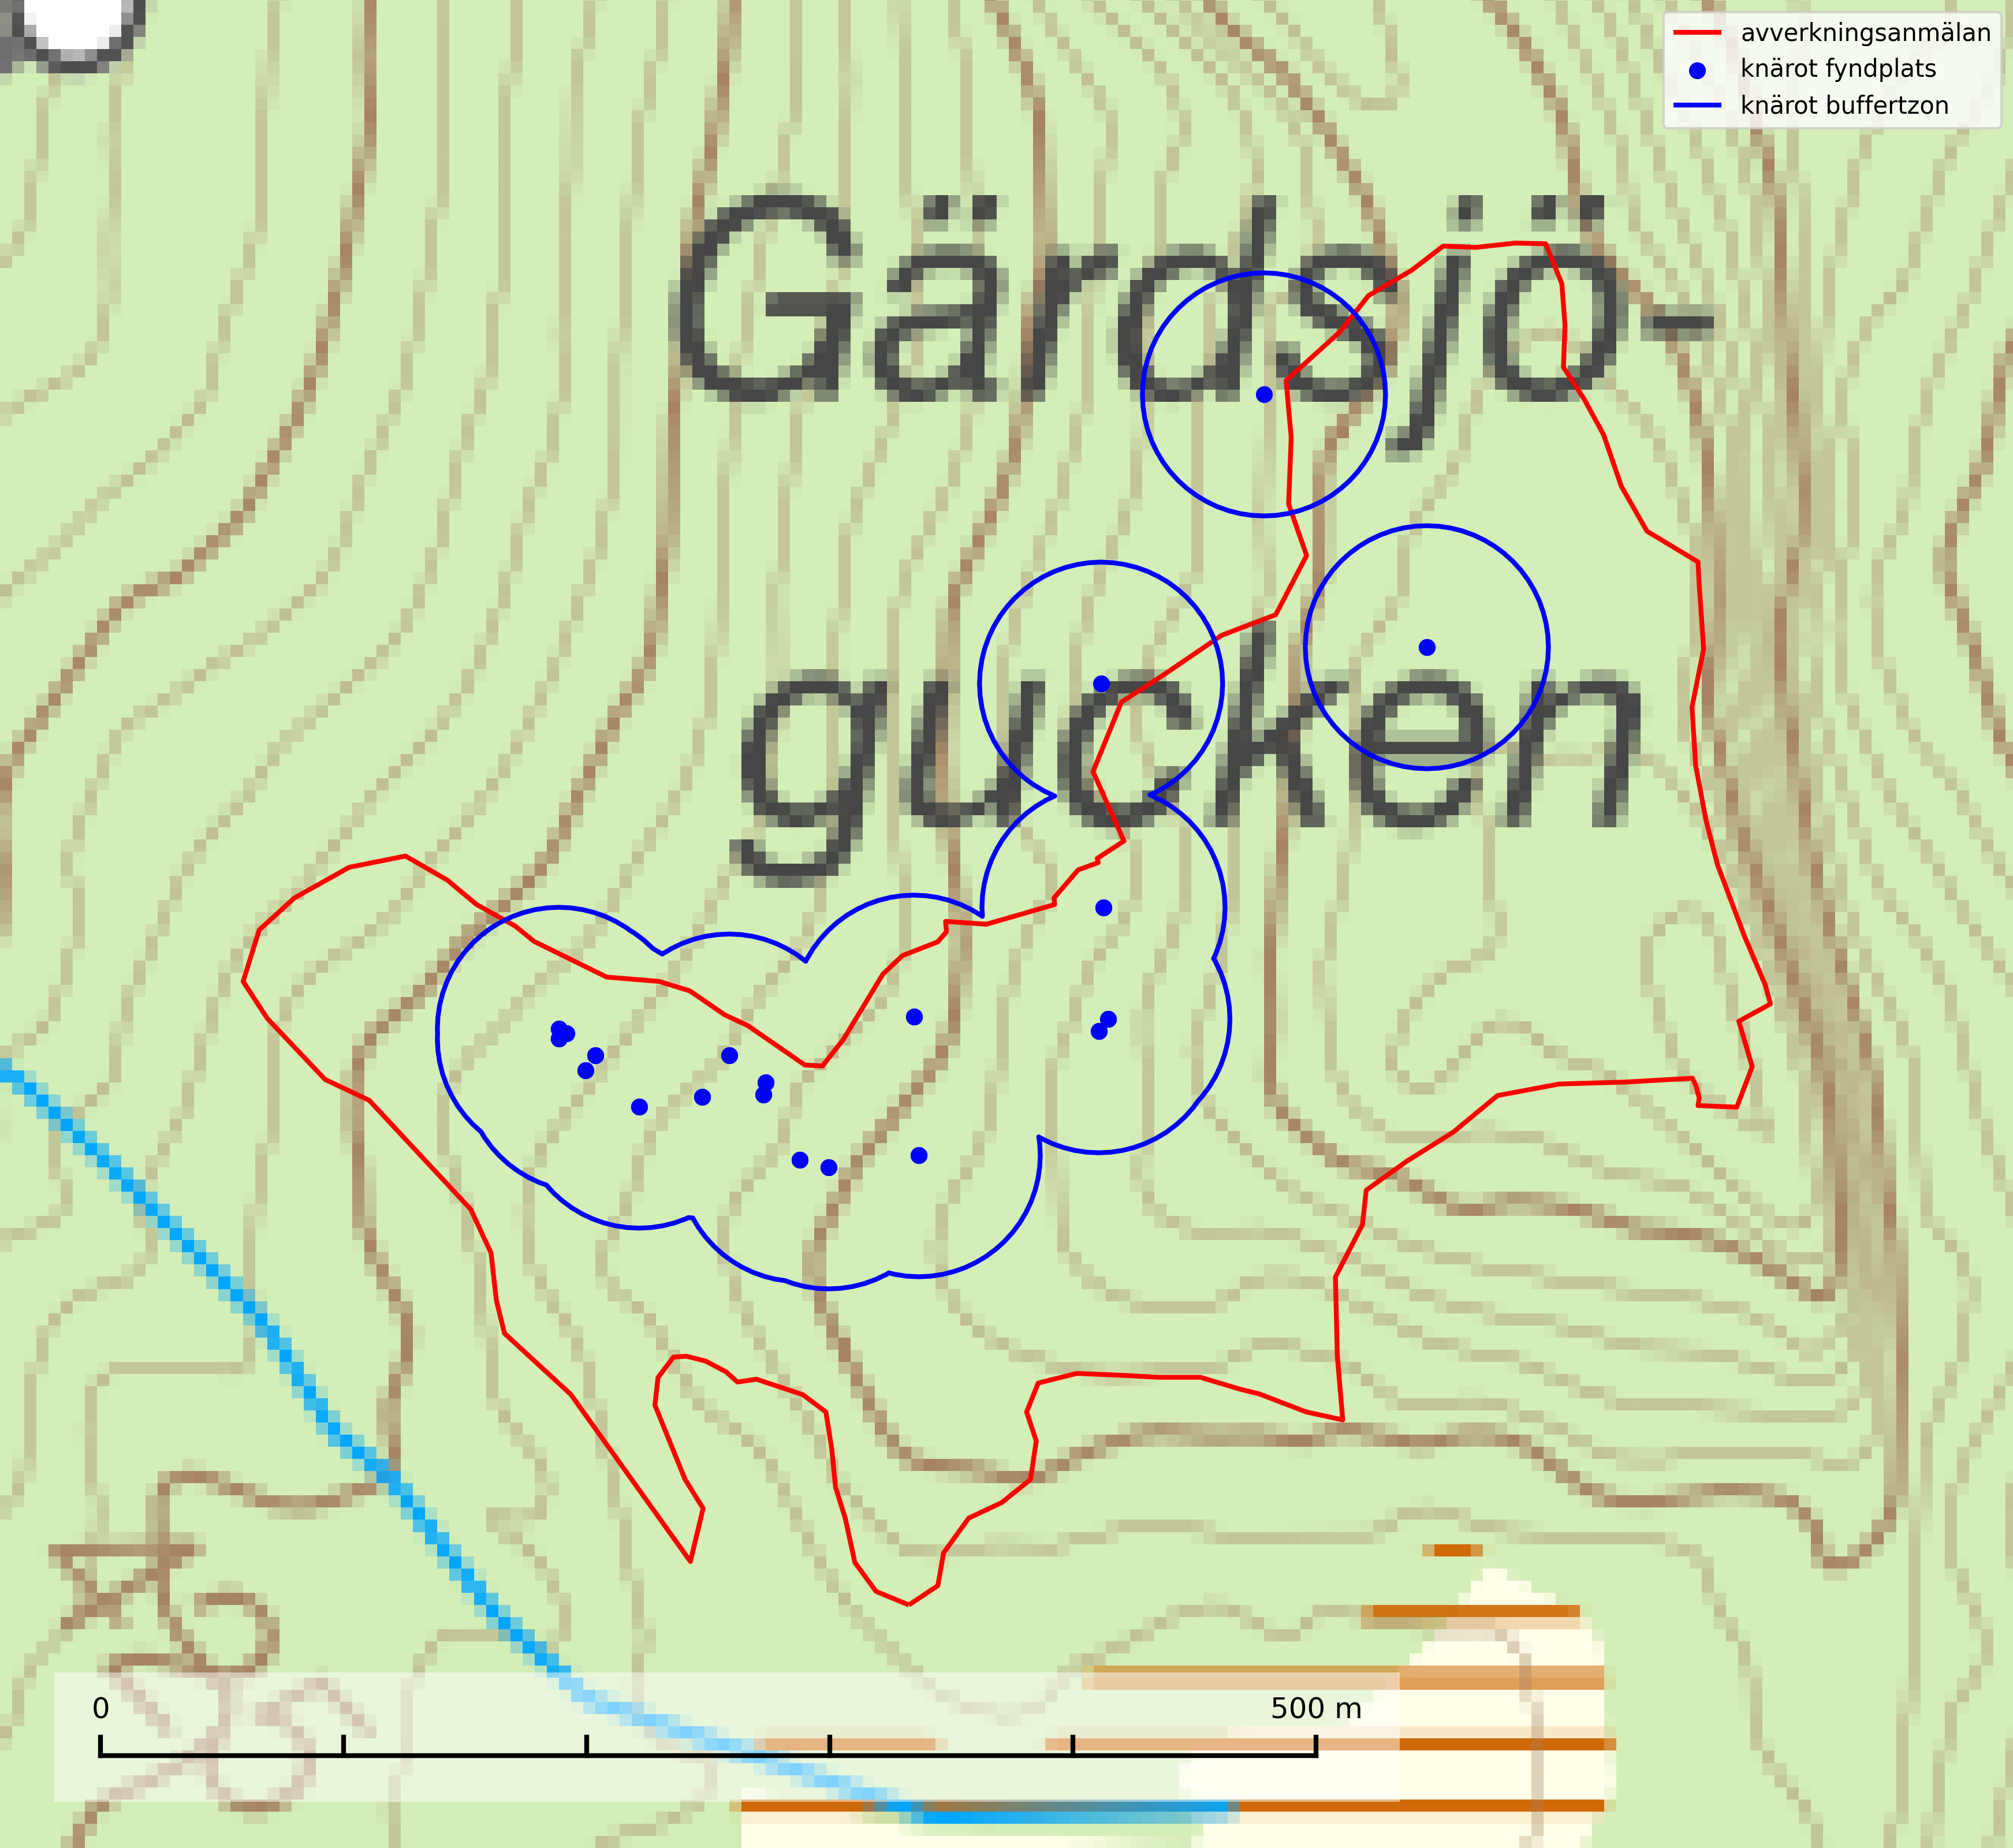 avverkningsanmälan
knärot fyndplats
knärot buffertzon
Gärdsjö-
gucken
0 500 m